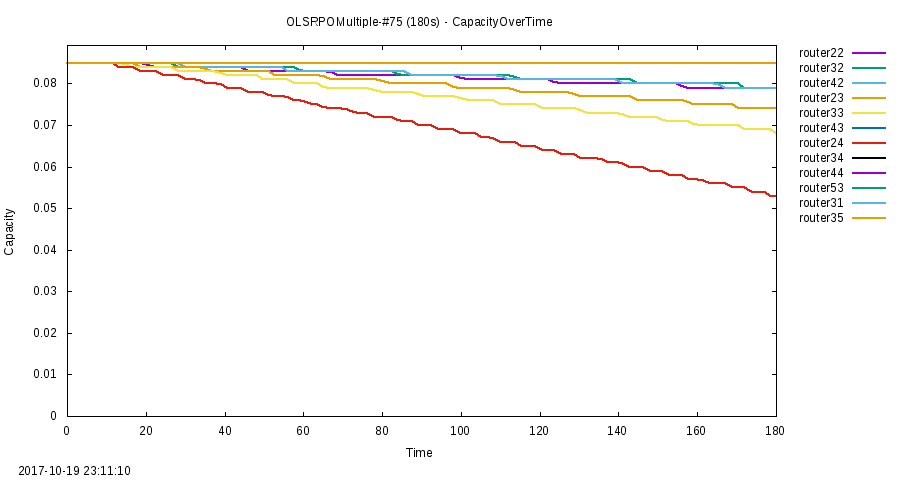 OLSRPOMultiple-#75 (180s) - CapacityOverTime
router22
router32
router42
router23
router33
router43
router24
router34
router44
router53
router31
router35
0.08
0.07
0.06
0.05
0.04
0.03
0.02
0.01
0
Capacity
0 20 40 60 80 100 120 140 160 180
Time
2017-10-19 23:11:10